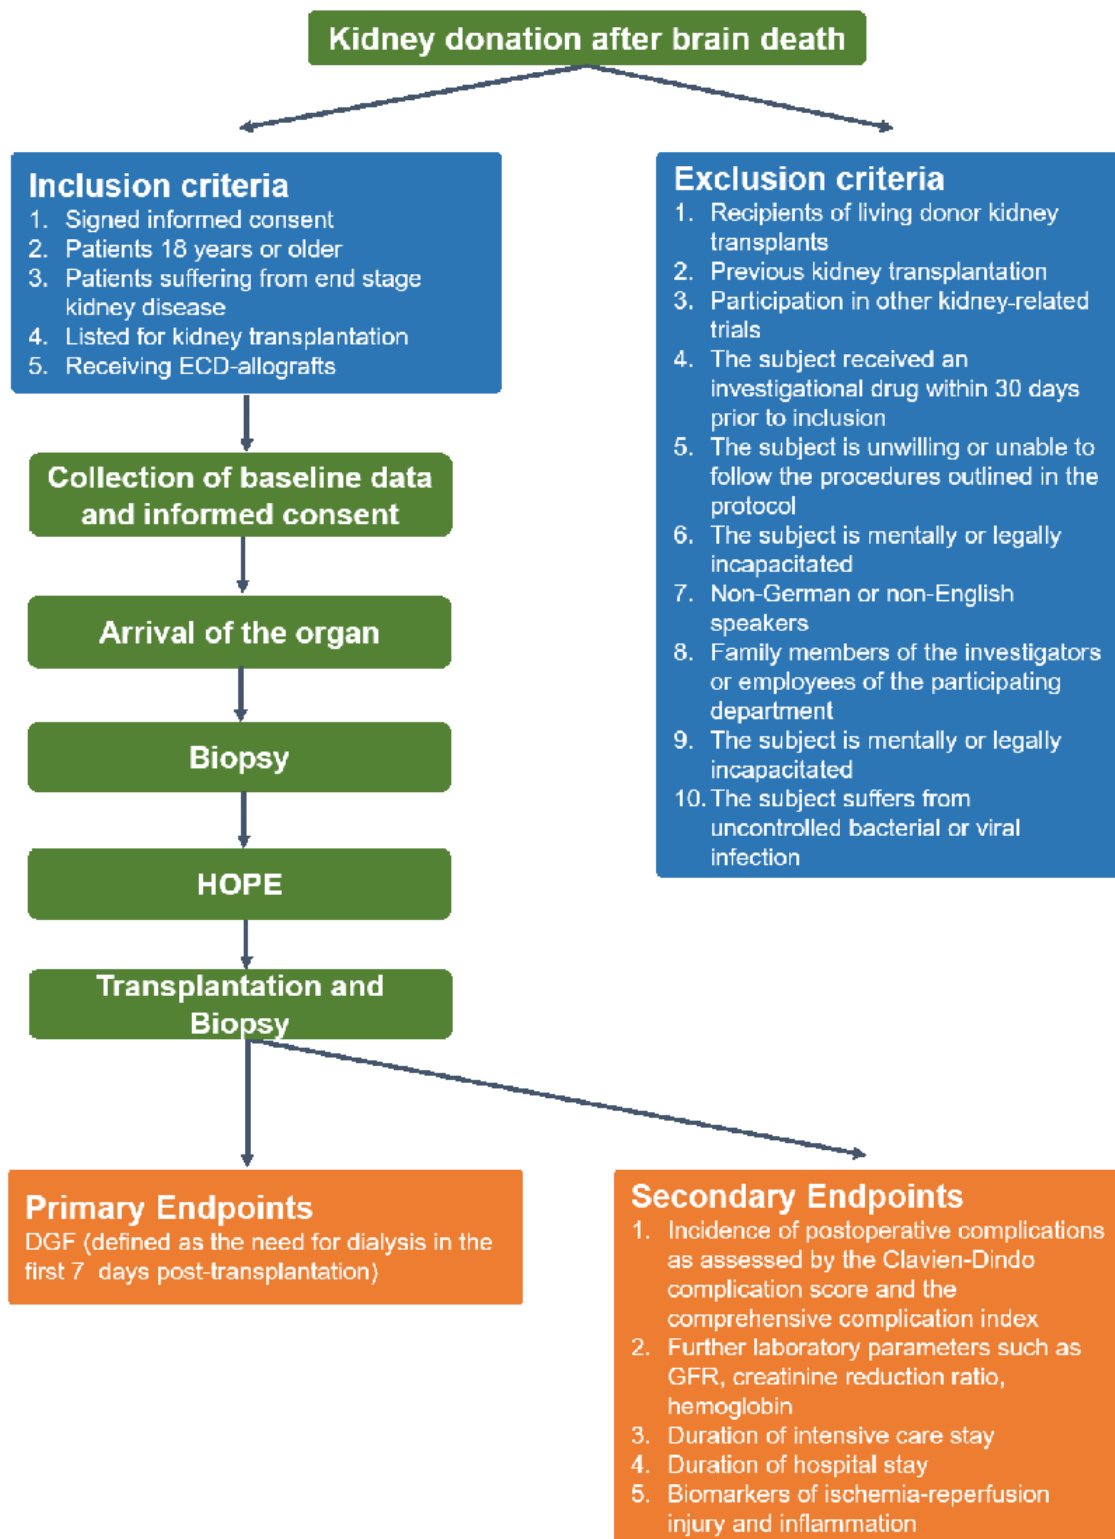 Kidney donation after brain death
Inclusion criteria
1. Signed informed consent
2. Patients 18 years or older
3. Patients suffering from end stage
kidney disease
4. Listed for kidney transplantation
5. Receiving ECD-allografts
Exclusion criteria
1. Recipients of living donor kidney
transplants
2. Previous kidney transplantation
3. Participation in other kidney-related
trials
4. The subject received an
investigational drug within 30 days
prior to inclusion
5. The subject is unwilling or unable to
follow the procedures outlined in the
protocol
6. The subject is mentally or legally
incapacitated
7. Non-German or non-English
speakers
8. Family members of the investigators
or employees of the participating
department
9. The subject is mentally or legally
incapacitated
10. The subject suffers from
uncontrolled bacterial or viral
infection
Collection of baseline data
and informed consent
Arrival of the organ
Biopsy
HOPE
Transplantation and
Biopsy
Primary Endpoints
DGF (defined as the need for dialysis in the
first 7 days post-transplantation)
Secondary Endpoints
1. Incidence of postoperative complications
as assessed by the Clavien-Dindo
complication score and the
comprehensive complication index
2. Further laboratory parameters such as
GFR, creatinine reduction ratio,
hemoglobin
3. Duration of intensive care stay
4. Duration of hospital stay
5. Biomarkers of ischemia-reperfusion
injury and inflammation